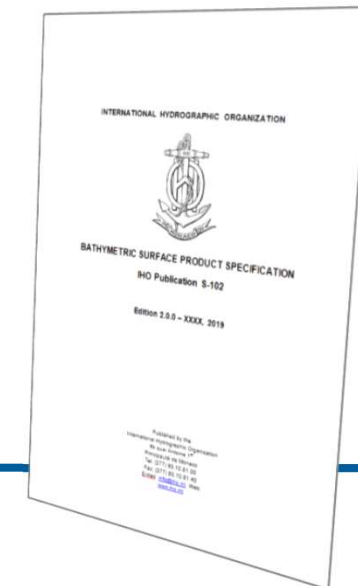 INTERNATIONAL HYDROGRAPHIC ORGANIZATION
BATHYMETRIC SURFACE PRODUCT SPECIFICATION
IHO Publication S-102
Edition 2.0.0 – XXXX, 2019
Published by the
International Hydrographic Organization
Principauté de Monaco